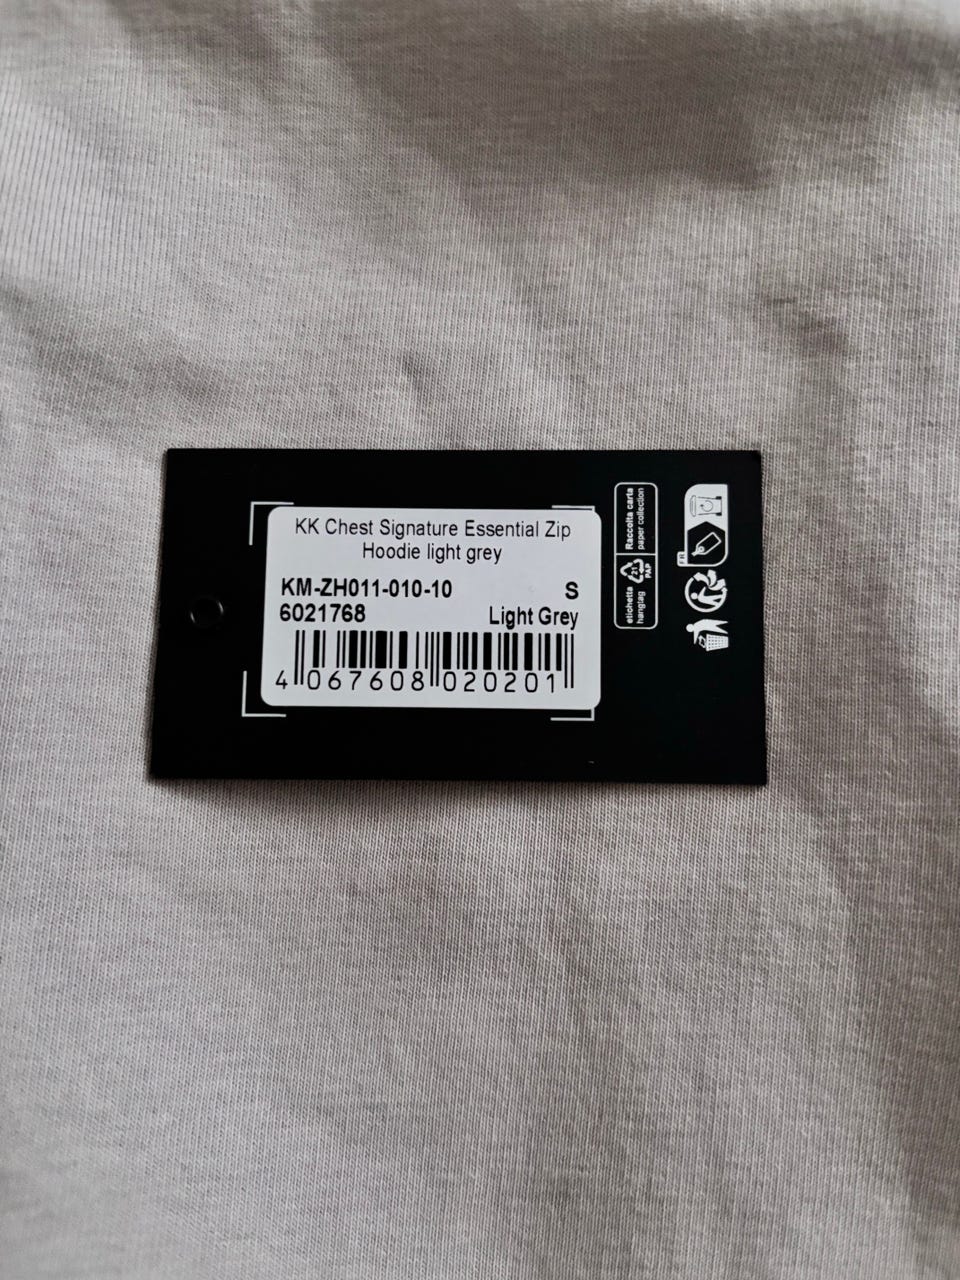 KK Chest Signature Essential Zip
Hoodie light grey
KM-ZH011-010-10 S
6021768 Light Grey
4 067608 020201
etichetta Raccolta carta
hangtag paper collection
21
PAP
FR